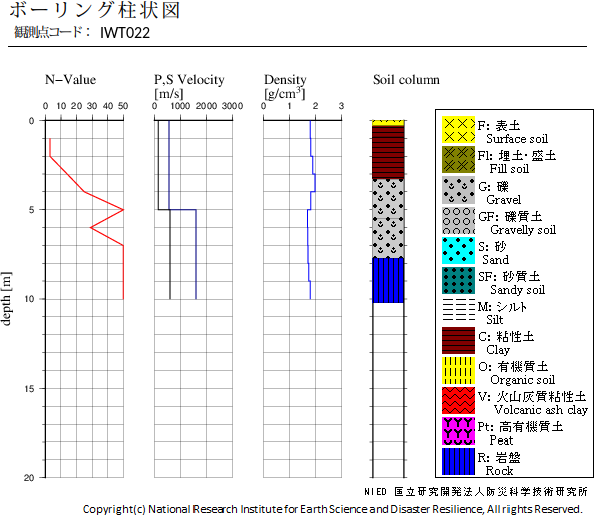 ボーリング柱状図
観測点コード： IWT022
N-Value
P,S Velocity
[m/s]
Density
[g/cm3]
Soil column
0 10 20 30 40 50
0 1000 2000 3000
0 1 2 3
0
5
10
15
20
depth [m]
F: 表土
Surface soil
Fl: 埋土・盛土
Fill soil
G: 礫
Gravel
GF: 礫質土
Gravelly soil
S: 砂
Sand
SF: 砂質土
Sandy soil
M: シルト
Silt
C: 粘性土
Clay
O: 有機質土
Organic soil
V: 火山灰質粘性土
Volcanic ash clay
Pt: 高有機質土
Peat
R: 岩盤
Rock
NIED 国立研究開発法人防災科学技術研究所
Copyright(c) National Research Institute for Earth Science and Disaster Resilience, All rights Reserved.